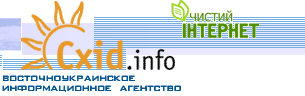 ЧИСТИЙ
ІНТЕРНЕТ
Cxid.info
ВОСТОЧНОУКРАИНСКОЕ
ИНФОРМАЦИОННОЕ АГЕНТСТВО